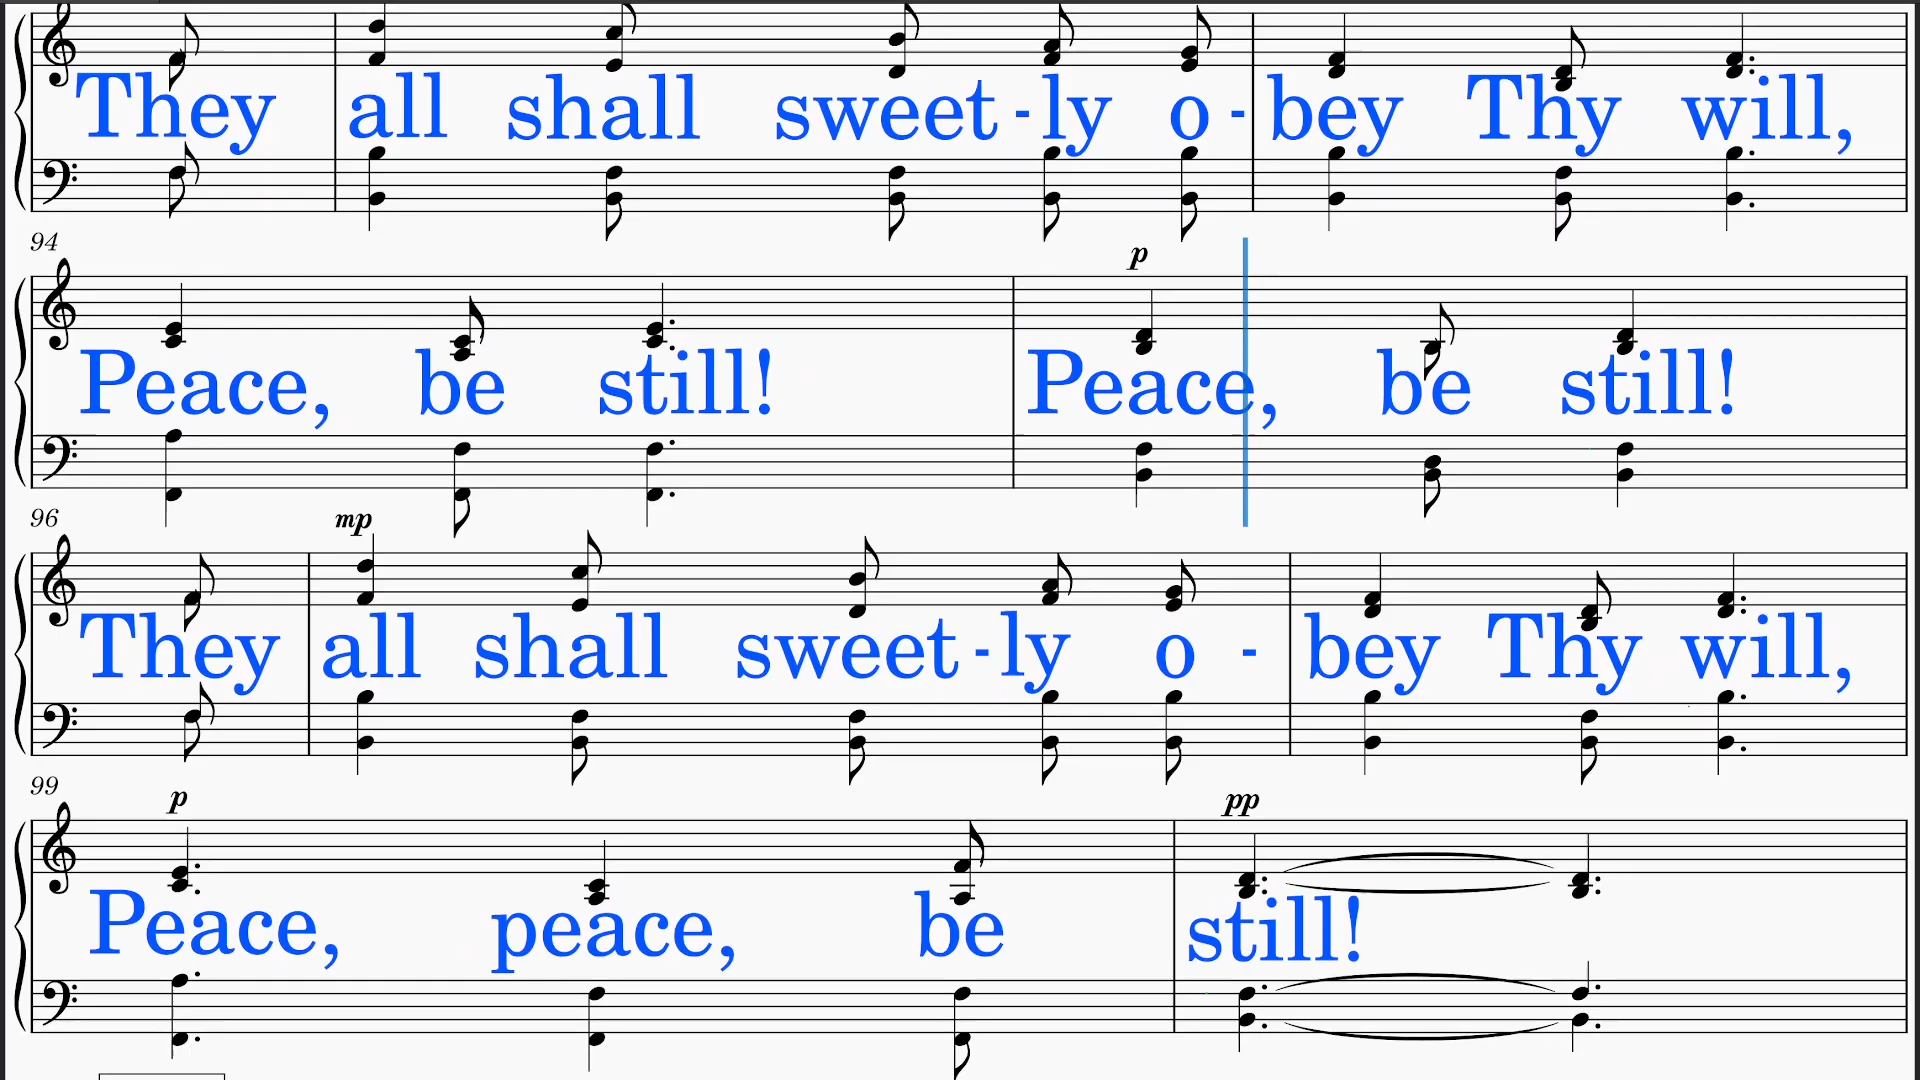 They all shall sweet - ly o - bey Thy will,
94
p
Peace, be still! Peace, be still!
96
mp
They all shall sweet - ly o - bey Thy will,
99
p pp
Peace, peace, be still!